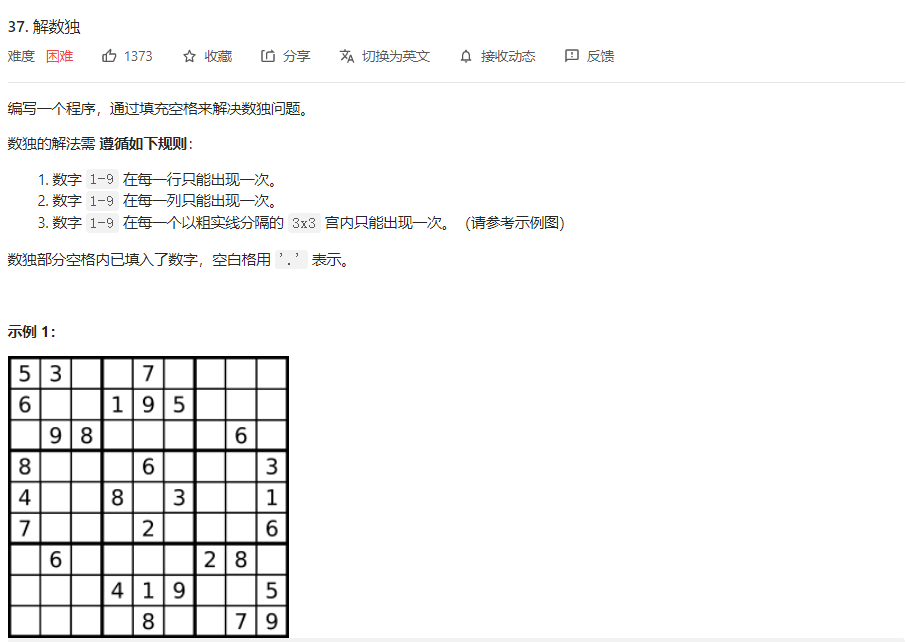 37. 解数独
难度 困难 1373 收藏 分享 切换为英文 接收动态 反馈
编写一个程序，通过填充空格来解决数独问题。
数独的解法需 遵循如下规则：
1. 数字 1-9 在每一行只能出现一次。
2. 数字 1-9 在每一列只能出现一次。
3. 数字 1-9 在每一个以粗实线分隔的 3x3 宫内只能出现一次。（请参考示例图）
数独部分空格内已填入了数字，空白格用 '.' 表示。
示例 1：
5 3 7
6 1 9 5
9 8 6
8 6 3
4 8 3 1
7 2 6
6 2 8
4 1 9 5
8 7 9